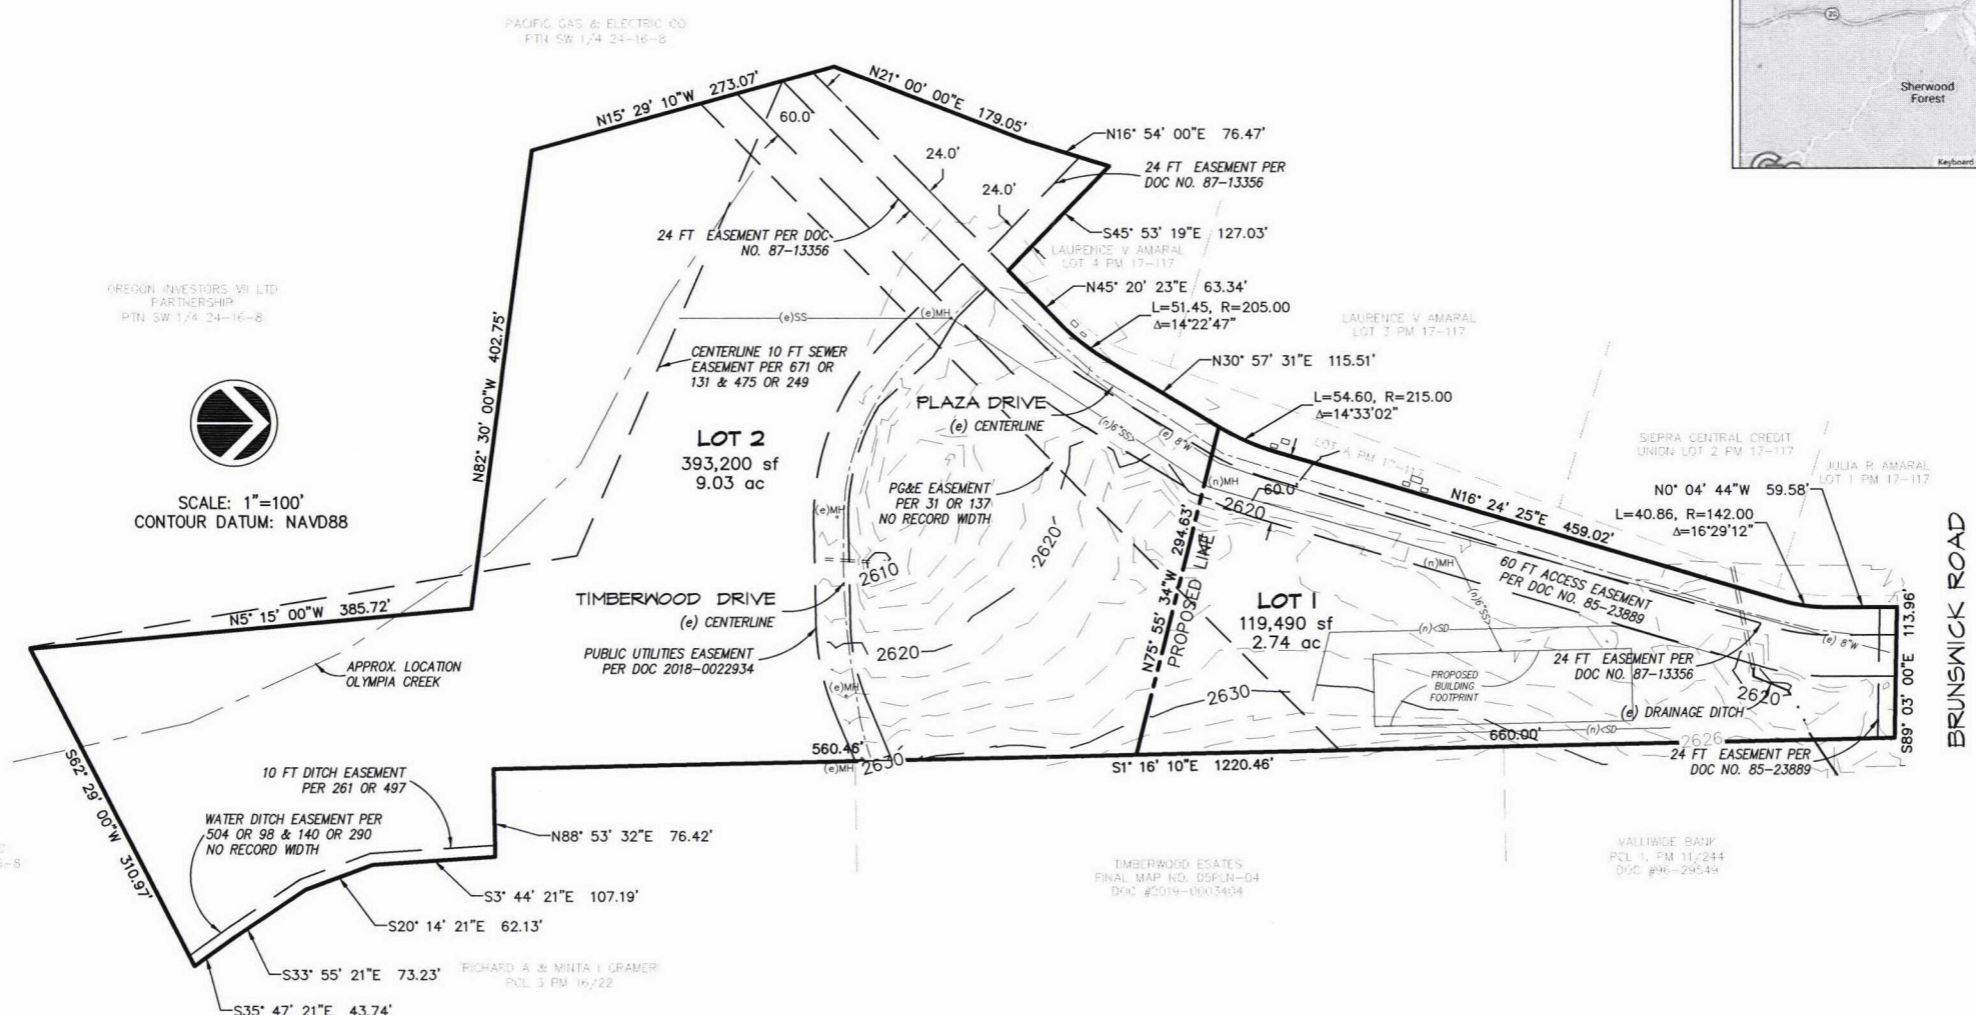 PACIFIC GAS & ELECTRIC CO
PTN SW 1/4 24-16-8
20
Sherwood
Forest
Keyboard
N15° 29' 10"W 273.07'
N21° 00' 00"E 179.05'
60.0'
24.0'
24.0'
N16° 54' 00"E 76.47'
24 FT EASEMENT PER
DOC NO. 87-13356
S45° 53' 19"E 127.03'
LAURENCE V AMARAL
LOT 4 PM 17-117
24 FT EASEMENT PER DOC
NO. 87-13356
N45° 20' 23"E 63.34'
L=51.45, R=205.00
Δ=14°22'47"
LAURENCE V AMARAL
LOT 3 PM 17-117
OREGON INVESTORS VII LTD
PARTNERSHIP
PTN SW 1/4 24-16-8
(e)SS
(e)MH
N82° 30' 00"W 402.75'
CENTERLINE 10 FT SEWER
EASEMENT PER 671 OR
131 & 475 OR 249
N30° 57' 31"E 115.51'
PLAZA DRIVE
(e) CENTERLINE
L=54.60, R=215.00
Δ=14°33'02"
(n)6"SS>
(e) 8"W
LOT A PM 17-117
SIERRA CENTRAL CREDIT
UNION LOT 2 PM 17-117
JULIA R AMARAL
LOT 1 PM 17-117
LOT 2
393,200 sf
9.03 ac
SCALE: 1"=100'
CONTOUR DATUM: NAVD88
PG&E EASEMENT
PER 31 OR 137
NO RECORD WIDTH
(n)MH
60.0'
2620
N16° 24' 25"E 459.02'
N0° 04' 44"W 59.58'
L=40.86, R=142.00
Δ=16°29'12"
(e)MH
2620
2610
N75° 55' 34"W 294.63'
PROPOSED LINE
(n)MH
(n)6"SS>
60 FT ACCESS EASEMENT
PER DOC NO. 85-23889
BRUNSWICK ROAD
S89° 03' 00"E 113.96'
N5° 15' 00"W 385.72'
TIMBERWOOD DRIVE
(e) CENTERLINE
LOT 1
119,490 sf
2.74 ac
(n)<SD
(e) 8"W
PUBLIC UTILITIES EASEMENT
PER DOC 2018-0022934
2620
(e)MH
APPROX. LOCATION
OLYMPIA CREEK
PROPOSED
BUILDING
FOOTPRINT
24 FT EASEMENT PER
DOC NO. 87-13356
2620
2630
(e) DRAINAGE DITCH
660.00'
(n)<SD
2626
560.46'
(e)MH
2630
S1° 16' 10"E 1220.46'
24 FT EASEMENT PER
DOC NO. 85-23889
S62° 29' 00"W 310.97'
10 FT DITCH EASEMENT
PER 261 OR 497
WATER DITCH EASEMENT PER
504 OR 98 & 140 OR 290
NO RECORD WIDTH
N88° 53' 32"E 76.42'
S3° 44' 21"E 107.19'
S20° 14' 21"E 62.13'
S33° 55' 21"E 73.23'
S35° 47' 21"E 43.74'
RICHARD A & MINTA L CRAMER
PCL 3 PM 16/22
TIMBERWOOD ESATES
FINAL MAP NO. 05PLN-04
DOC #2019-0003404
VALLIWIDE BANK
PCL 1, PM 11/244
DOC #96-29549